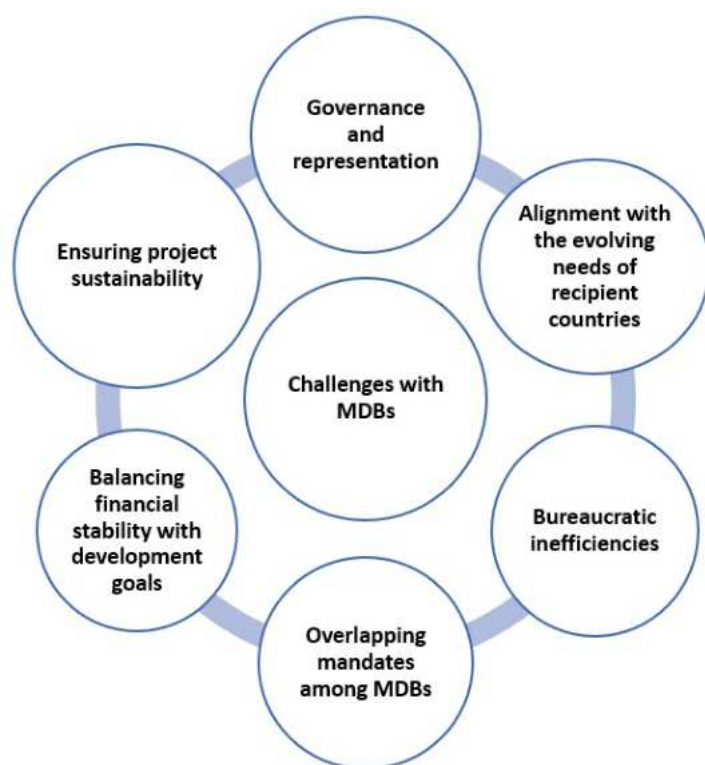 Governance
and
representation
Alignment with
the evolving
needs of
recipient
countries
Bureaucratic
inefficiencies
Overlapping
mandates
among MDBs
Balancing
financial
stability with
development
goals
Ensuring project
sustainability
Challenges with
MDBs